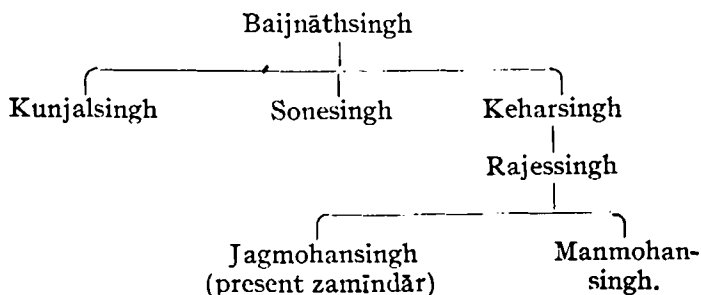 Baijnāthsingh
Kunjalsingh Sonesingh Keharsingh
Rajessingh
Jagmohansingh Manmohan-
(present zamīndār) singh.